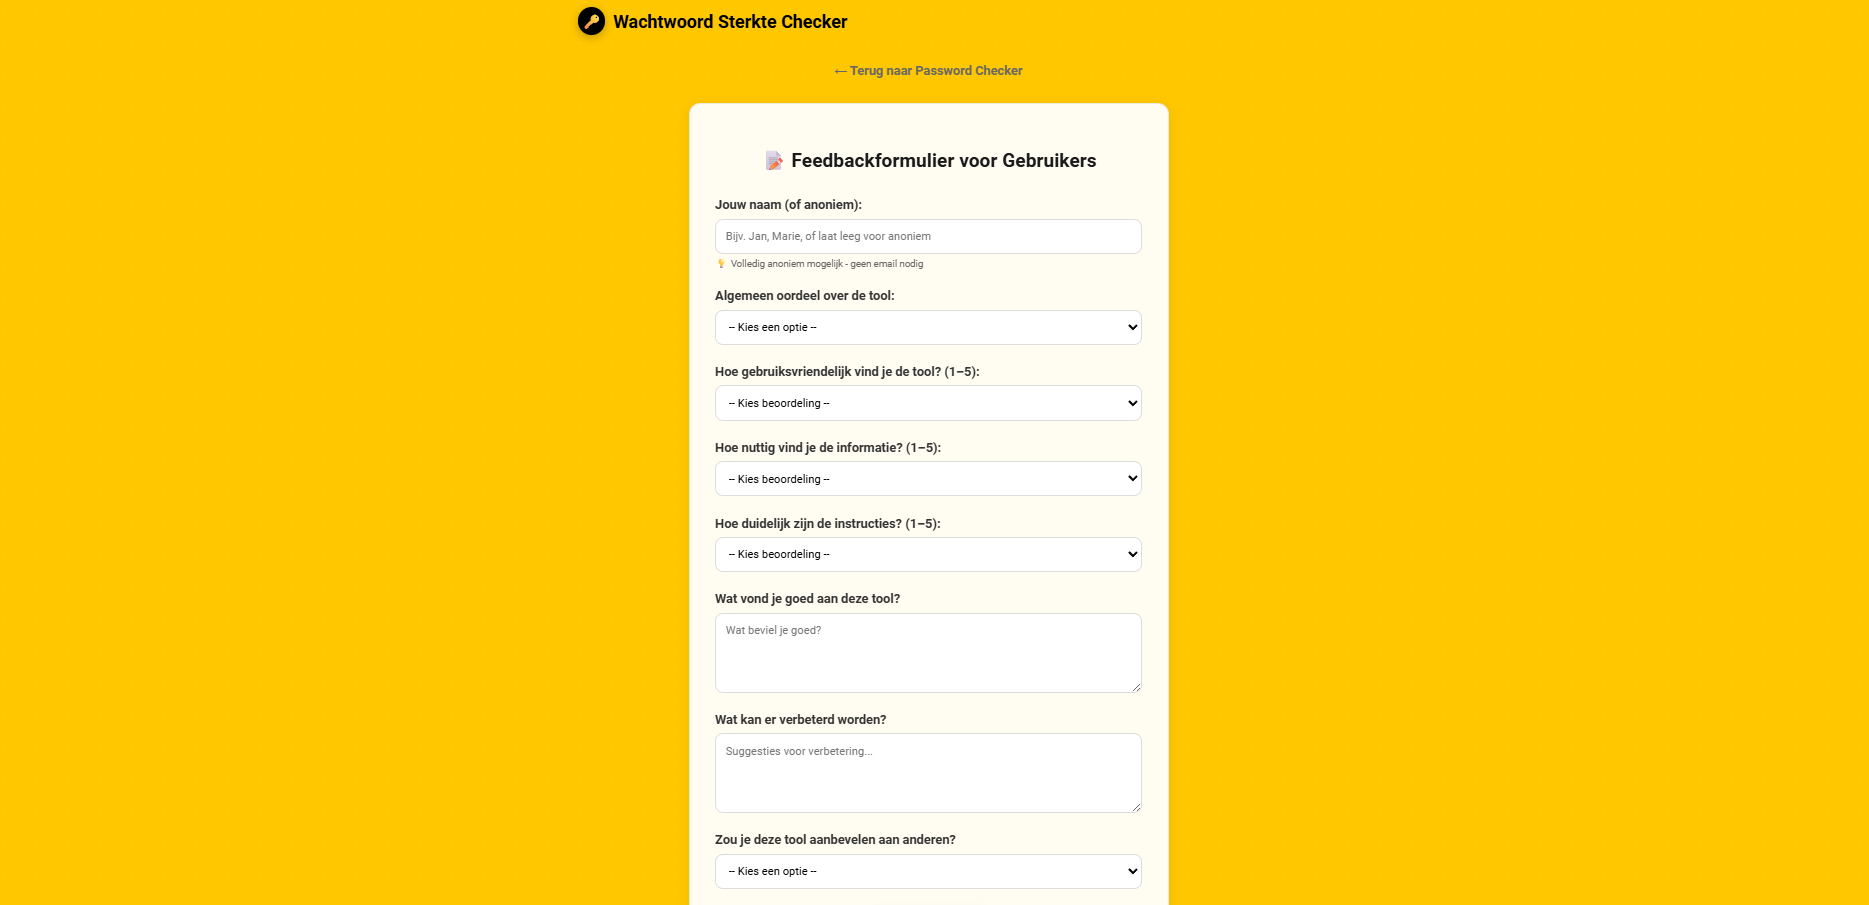 Wachtwoord Sterkte Checker
← Terug naar Password Checker
📝 Feedbackformulier voor Gebruikers
Jouw naam (of anoniem):
Bijv. Jan, Marie, of laat leeg voor anoniem
💡 Volledig anoniem mogelijk - geen email nodig
Algemeen oordeel over de tool:
-- Kies een optie --
Hoe gebruiksvriendelijk vind je de tool? (1–5):
-- Kies beoordeling --
Hoe nuttig vind je de informatie? (1–5):
-- Kies beoordeling --
Hoe duidelijk zijn de instructies? (1–5):
-- Kies beoordeling --
Wat vond je goed aan deze tool?
Wat beviel je goed?
Wat kan er verbeterd worden?
Suggesties voor verbetering...
Zou je deze tool aanbevelen aan anderen?
-- Kies een optie --